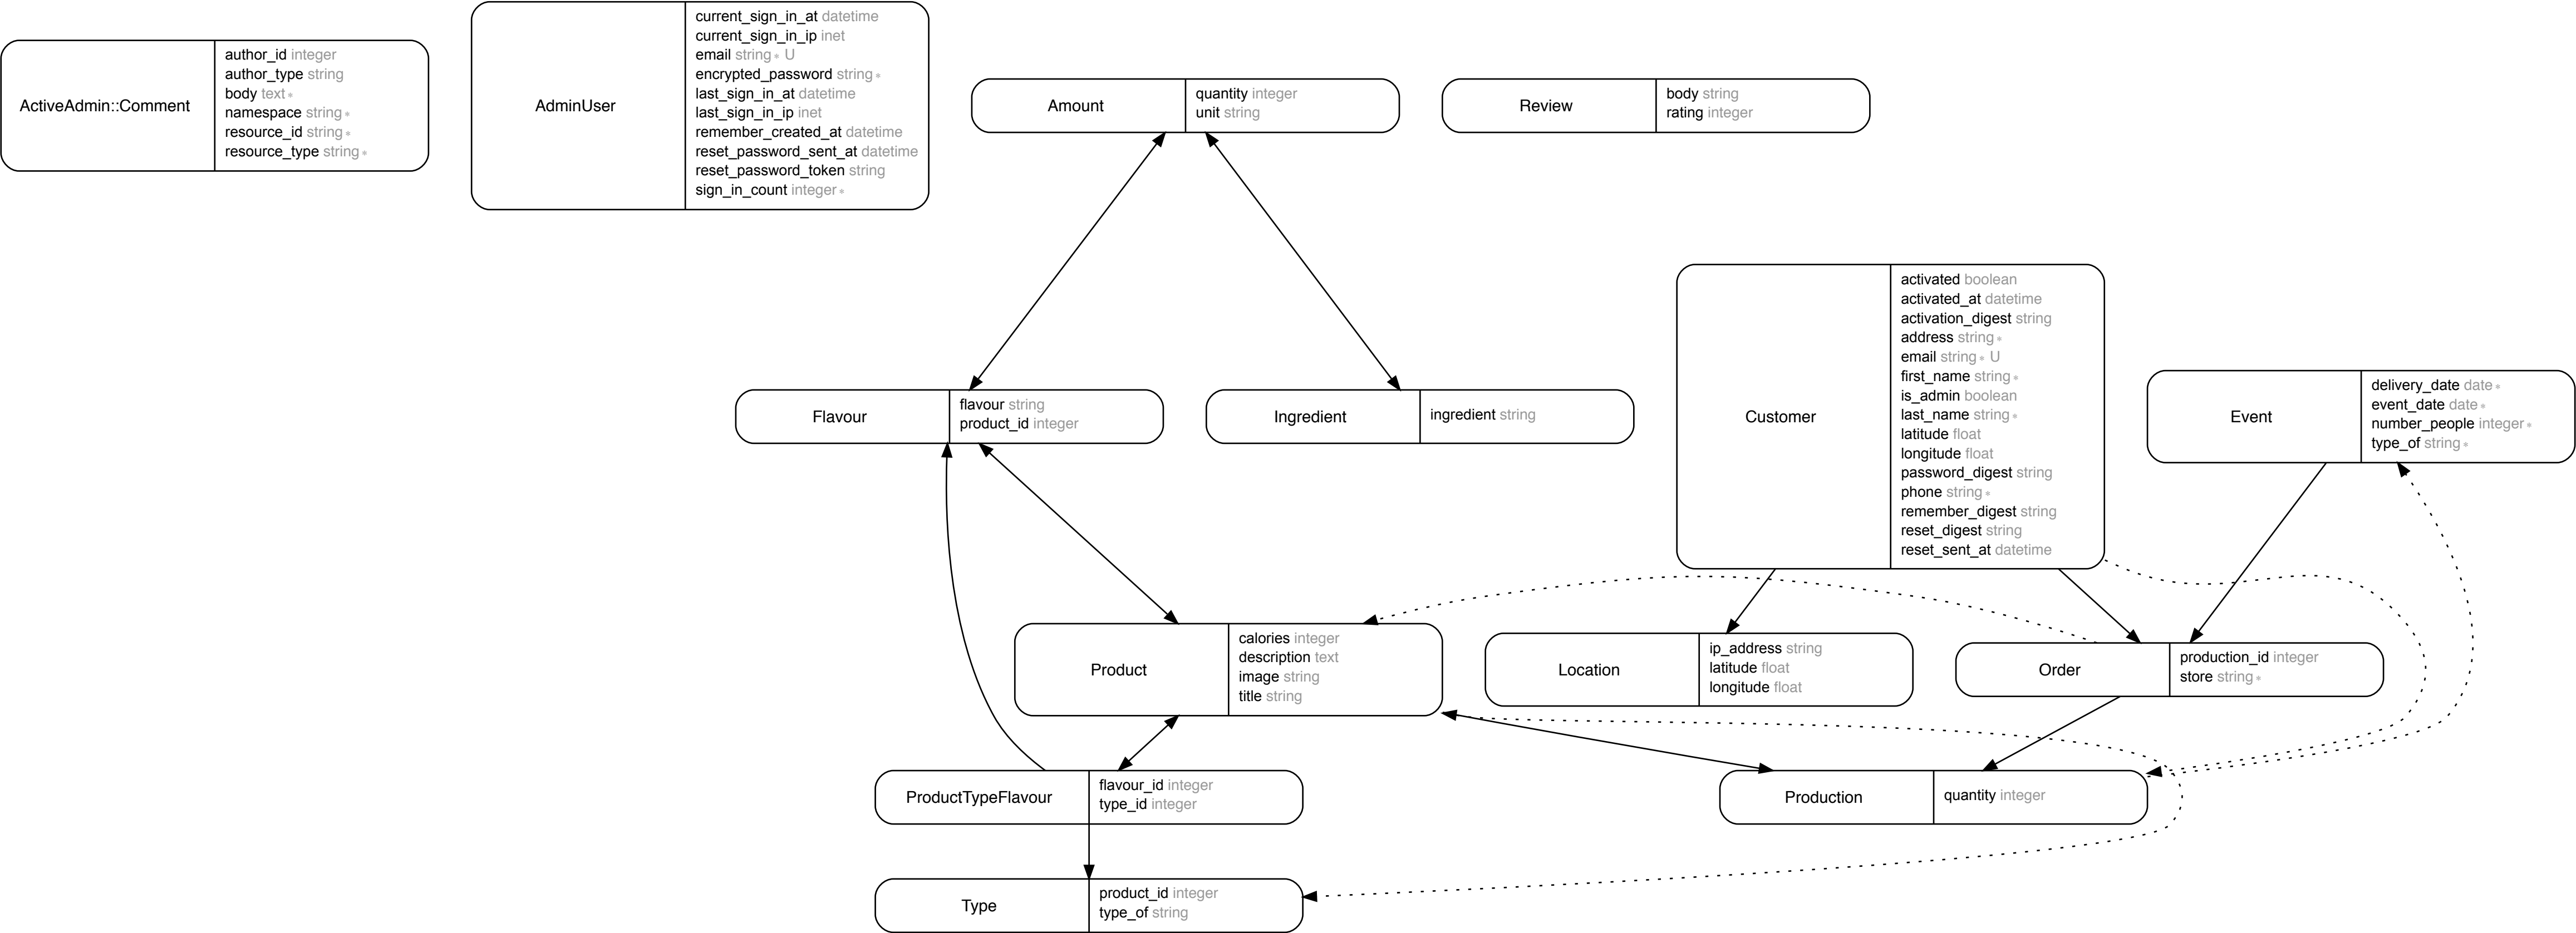 ActiveAdmin::Comment
author_id integer
author_type string
body text *
namespace string *
resource_id string *
resource_type string *
AdminUser
current_sign_in_at datetime
current_sign_in_ip inet
email string * U
encrypted_password string *
last_sign_in_at datetime
last_sign_in_ip inet
remember_created_at datetime
reset_password_sent_at datetime
reset_password_token string
sign_in_count integer *
Amount
quantity integer
unit string
Review
body string
rating integer
Flavour
flavour string
product_id integer
Ingredient
ingredient string
Customer
activated boolean
activated_at datetime
activation_digest string
address string *
email string * U
first_name string *
is_admin boolean
last_name string *
latitude float
longitude float
password_digest string
phone string *
remember_digest string
reset_digest string
reset_sent_at datetime
Event
delivery_date date *
event_date date *
number_people integer *
type_of string *
Product
calories integer
description text
image string
title string
Location
ip_address string
latitude float
longitude float
Order
production_id integer
store string *
ProductTypeFlavour
flavour_id integer
type_id integer
Production
quantity integer
Type
product_id integer
type_of string